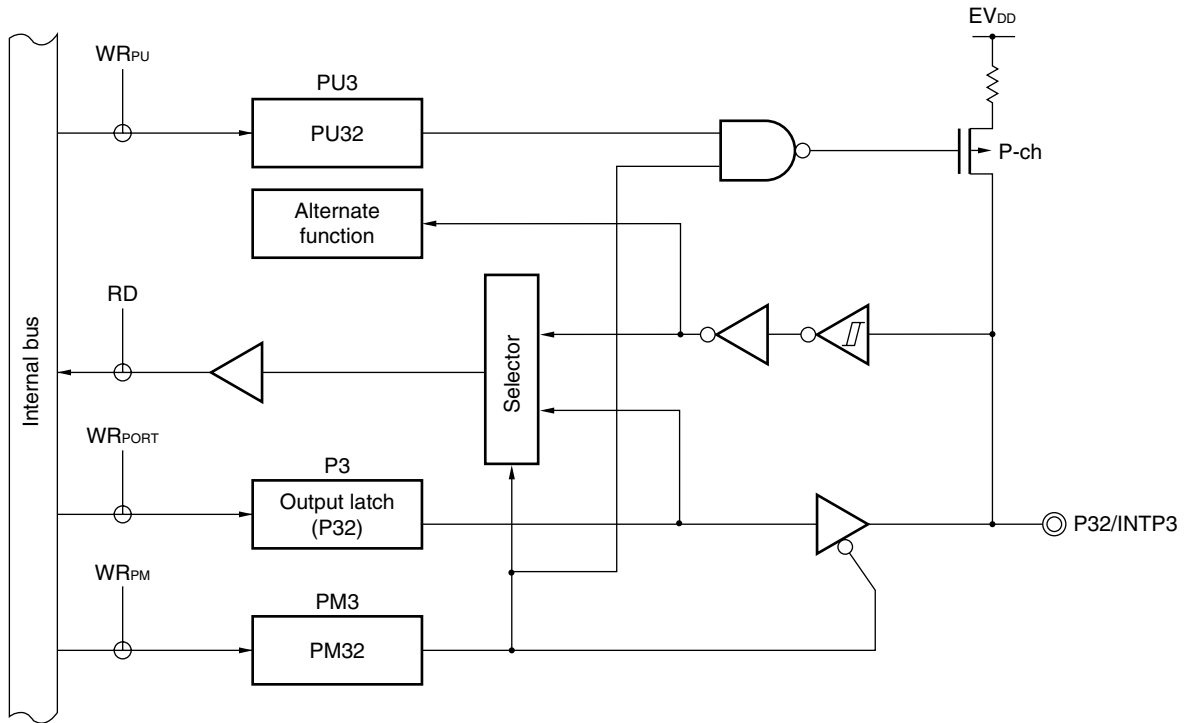 EVDD
WRPU
PU3
PU32
P-ch
Alternate
function
RD
Internal bus
Selector
WRPORT
P3
Output latch
(P32)
P32/INTP3
WRPM
PM3
PM32